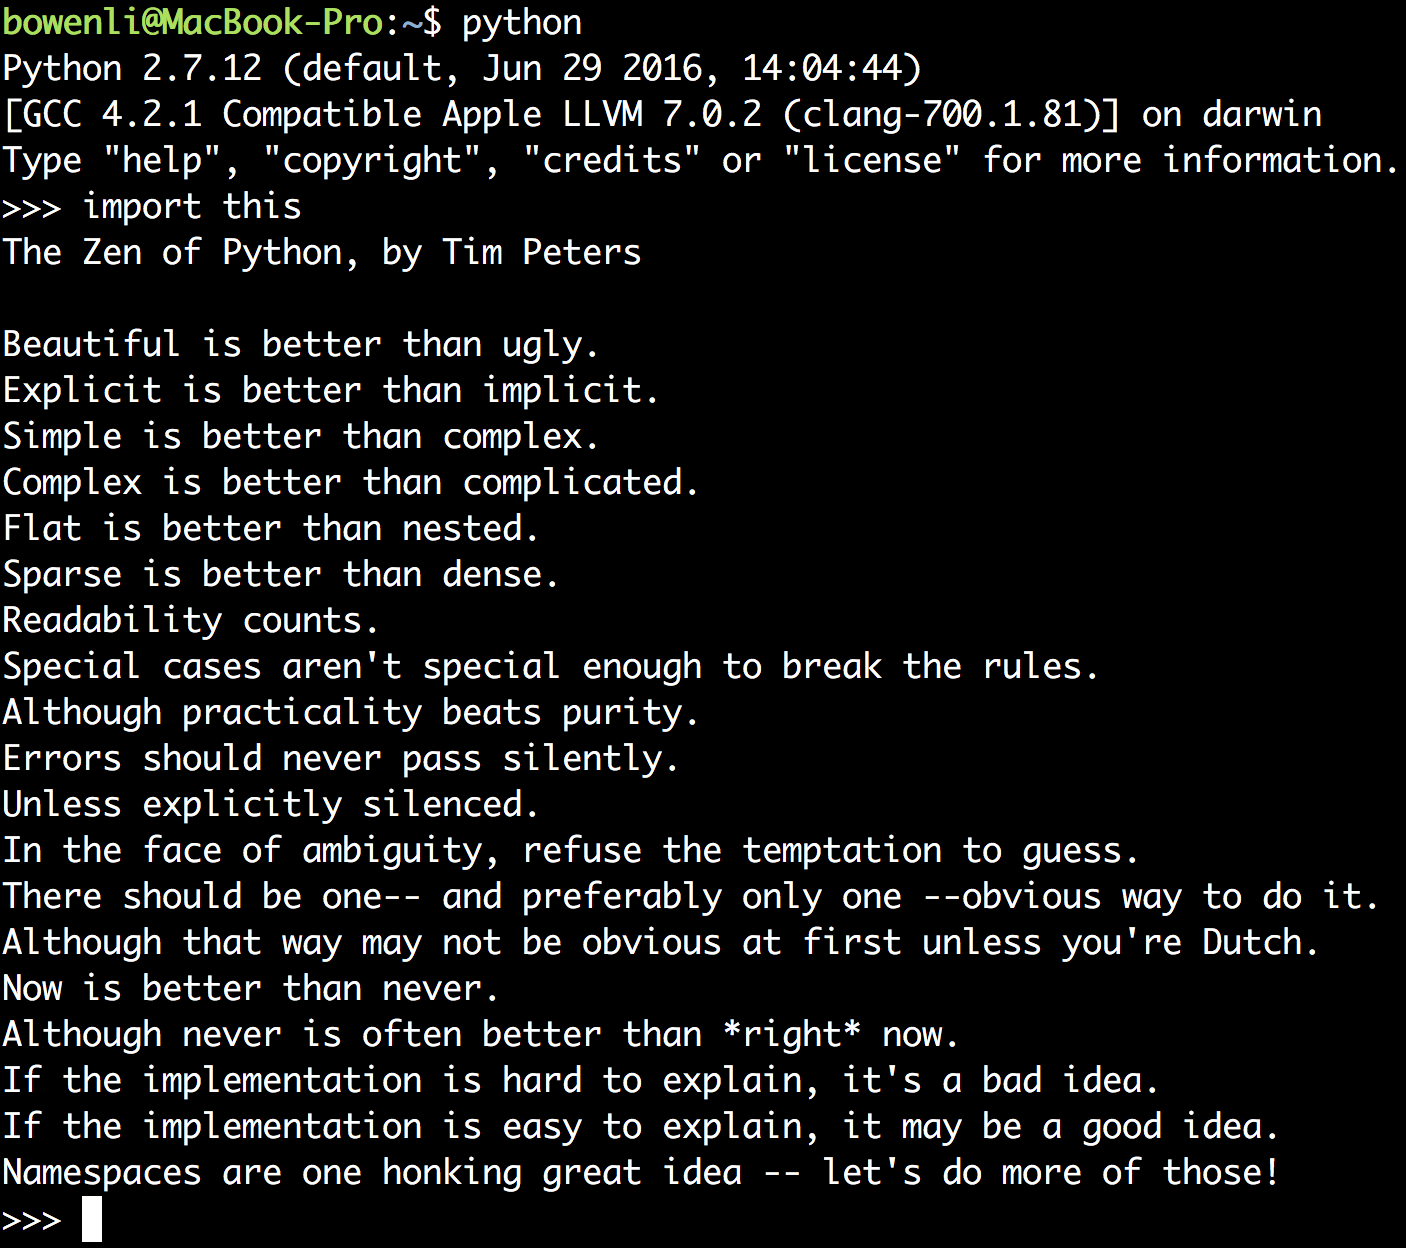 bowenli@MacBook-Pro:~$ python
Python 2.7.12 (default, Jun 29 2016, 14:04:44)
[GCC 4.2.1 Compatible Apple LLVM 7.0.2 (clang-700.1.81)] on darwin
Type "help", "copyright", "credits" or "license" for more information.
>>> import this
The Zen of Python, by Tim Peters

Beautiful is better than ugly.
Explicit is better than implicit.
Simple is better than complex.
Complex is better than complicated.
Flat is better than nested.
Sparse is better than dense.
Readability counts.
Special cases aren't special enough to break the rules.
Although practicality beats purity.
Errors should never pass silently.
Unless explicitly silenced.
In the face of ambiguity, refuse the temptation to guess.
There should be one-- and preferably only one --obvious way to do it.
Although that way may not be obvious at first unless you're Dutch.
Now is better than never.
Although never is often better than *right* now.
If the implementation is hard to explain, it's a bad idea.
If the implementation is easy to explain, it may be a good idea.
Namespaces are one honking great idea -- let's do more of those!
>>>